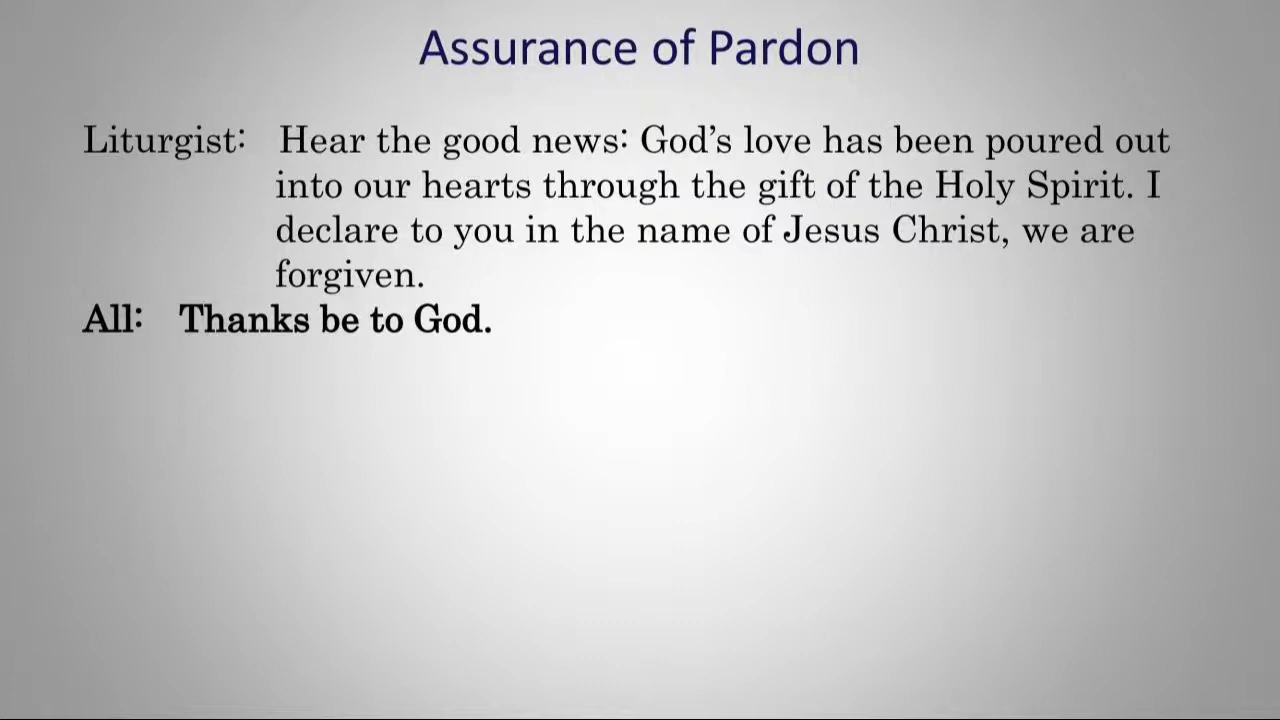 Assurance of Pardon
Liturgist: Hear the good news: God’s love has been poured out
into our hearts through the gift of the Holy Spirit. I
declare to you in the name of Jesus Christ, we are
forgiven.
All: Thanks be to God.